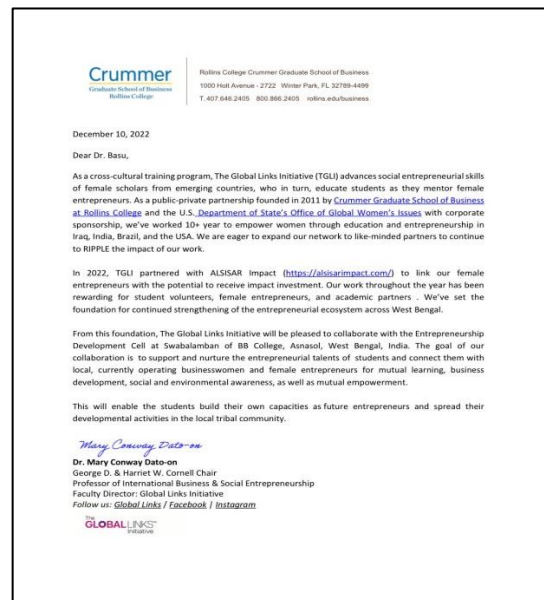 Crummer
Graduate School of Business
Rollins College
Rollins College Crummer Graduate School of Business
1000 Holt Avenue - 2722 Winter Park, FL 32789-4499
T. 407.646.2405 800.866.2405 rollins.edu/business
December 10, 2022
Dear Dr. Basu,
As a cross-cultural training program, The Global Links Initiative (TGLI) advances social entrepreneurial skills
of female scholars from emerging countries, who in turn, educate students as they mentor female
entrepreneurs. As a public-private partnership founded in 2011 by Crummer Graduate School of Business
at Rollins College and the U.S. Department of State's Office of Global Women's Issues with corporate
sponsorship, we've worked 10+ year to empower women through education and entrepreneurship in
Iraq, India, Brazil, and the USA. We are eager to expand our network to like-minded partners to continue
to RIPPLE the impact of our work.
In 2022, TGLI partnered with ALSISAR Impact (https://alsisarimpact.com/) to link our female
entrepreneurs with the potential to receive impact investment. Our work throughout the year has been
rewarding for student volunteers, female entrepreneurs, and academic partners . We've set the
foundation for continued strengthening of the entrepreneurial ecosystem across West Bengal.
From this foundation, The Global Links Initiative will be pleased to collaborate with the Entrepreneurship
Development Cell at Swabalamban of BB College, Asnasol, West Bengal, India. The goal of our
collaboration is to support and nurture the entrepreneurial talents of students and connect them with
local, currently operating businesswomen and female entrepreneurs for mutual learning, business
development, social and environmental awareness, as well as mutual empowerment.
This will enable the students build their own capacities as future entrepreneurs and spread their
developmental activities in the local tribal community.
Mary Conway Dato-on
Dr. Mary Conway Dato-on
George D. & Harriet W. Cornell Chair
Professor of International Business & Social Entrepreneurship
Faculty Director: Global Links Initiative
Follow us: Global Links / Facebook / Instagram
The
GLOBAL LINKS™
Initiative